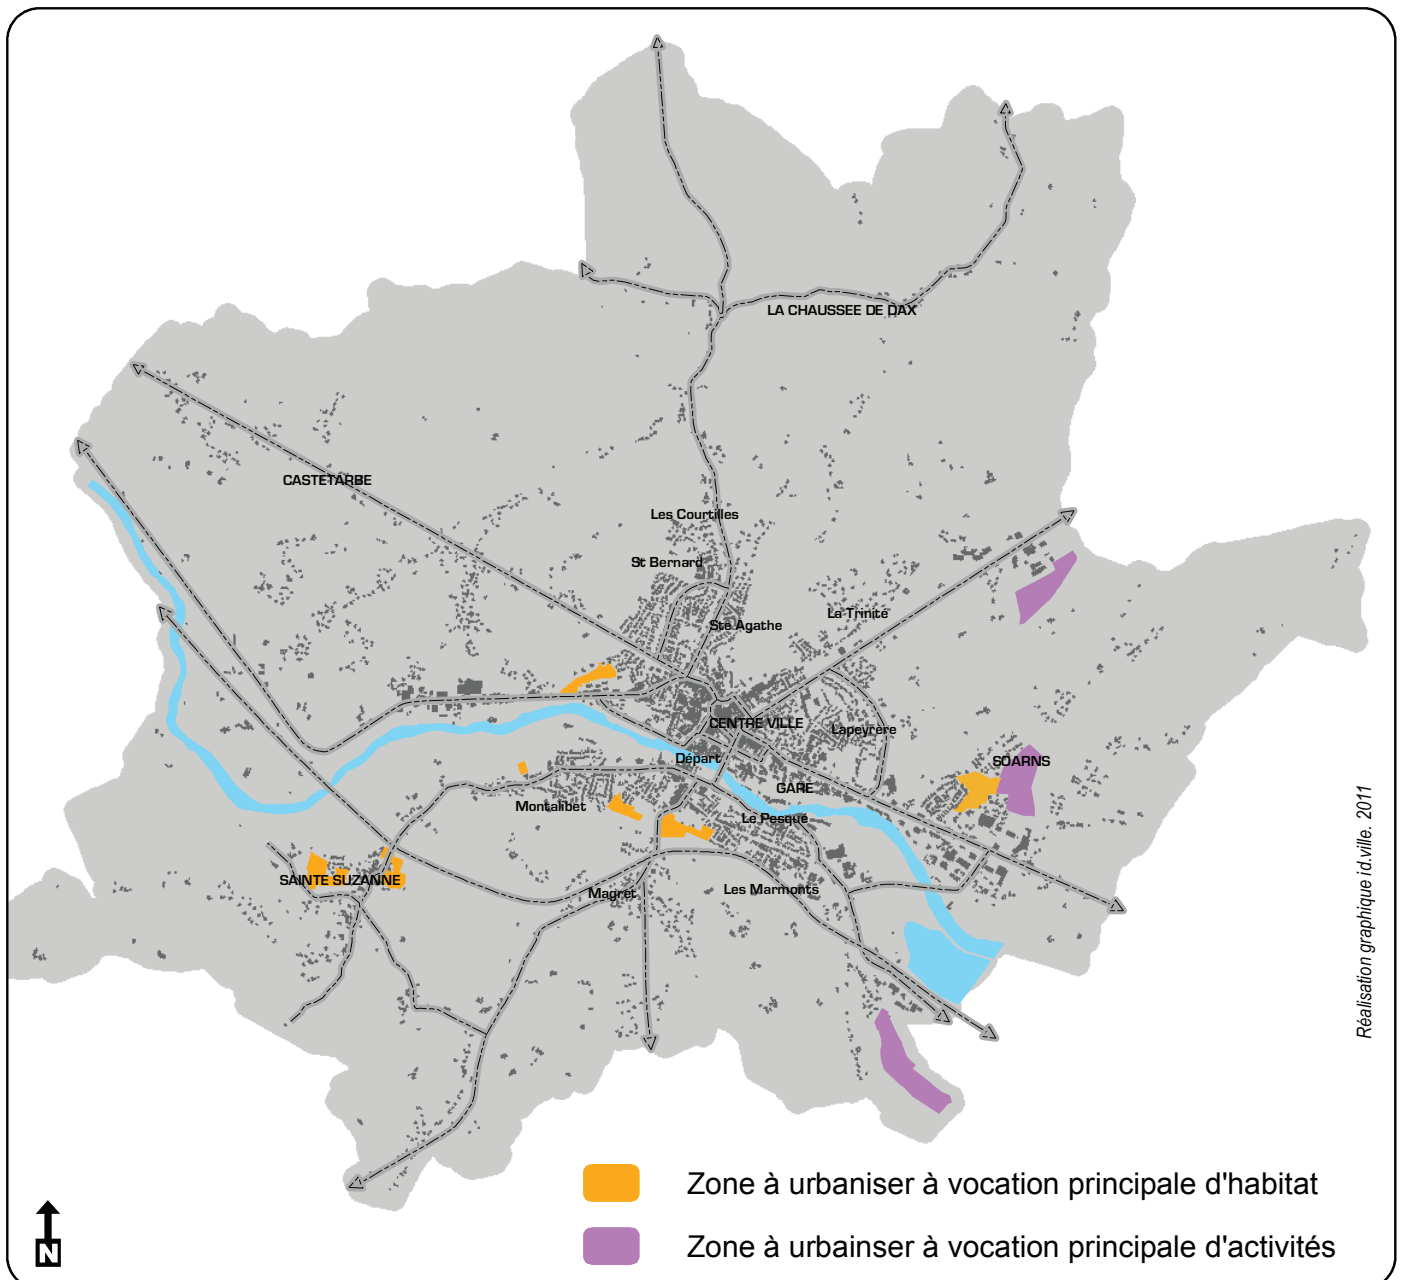 LA CHAUSSEE DE DAX
CASTETARBE
Les Courtilles
St Bernard
La Trinité
Ste Agathe
CENTRE VILLE
Lapeyrère
Départ
SOARNS
GARE
Montalibet
Le Pesqué
SAINTE SUZANNE
Magret
Les Marmonts
Réalisation graphique id.ville. 2011
Zone à urbaniser à vocation principale d'habitat
Zone à urbainser à vocation principale d'activités
N